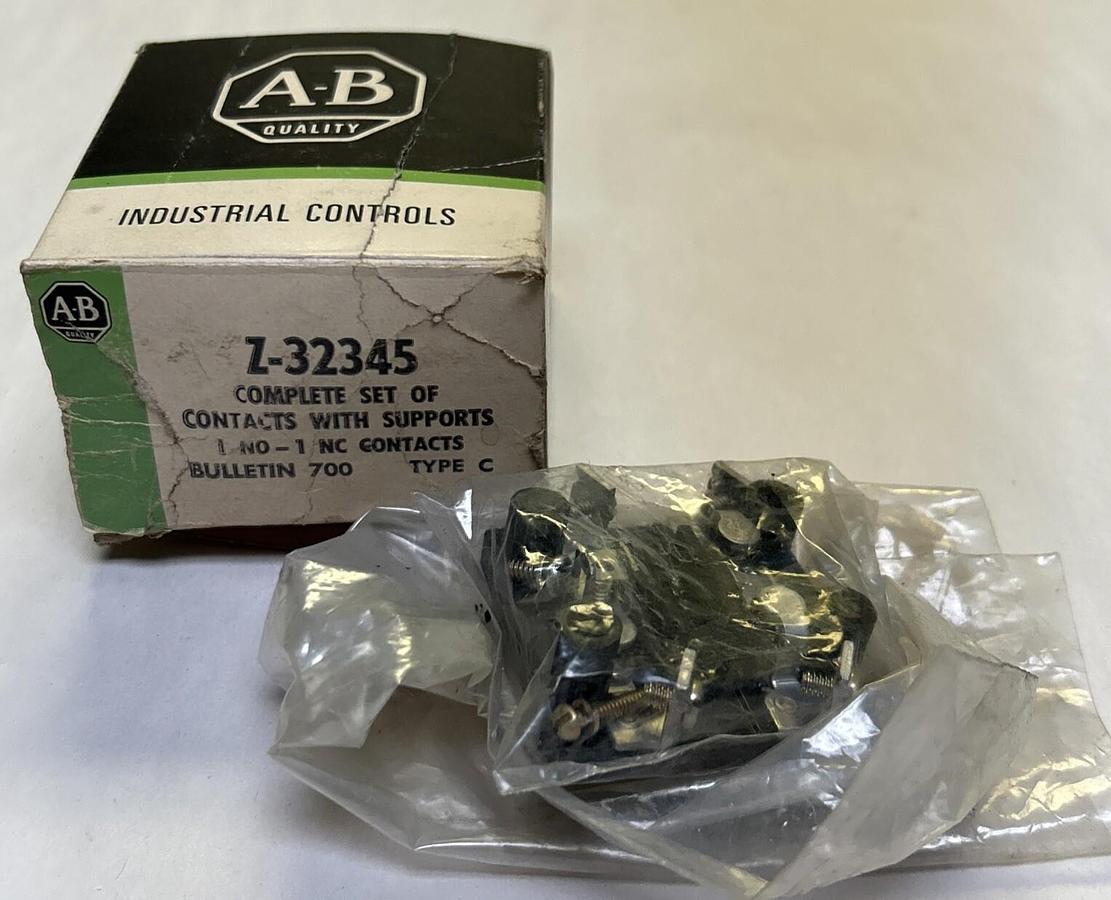 A-B
QUALITY
INDUSTRIAL CONTROLS
A-B
QUALITY
Z-32345
COMPLETE SET OF
CONTACTS WITH SUPPORTS
1 NO-1 NC CONTACTS
BULLETIN 700 TYPE C